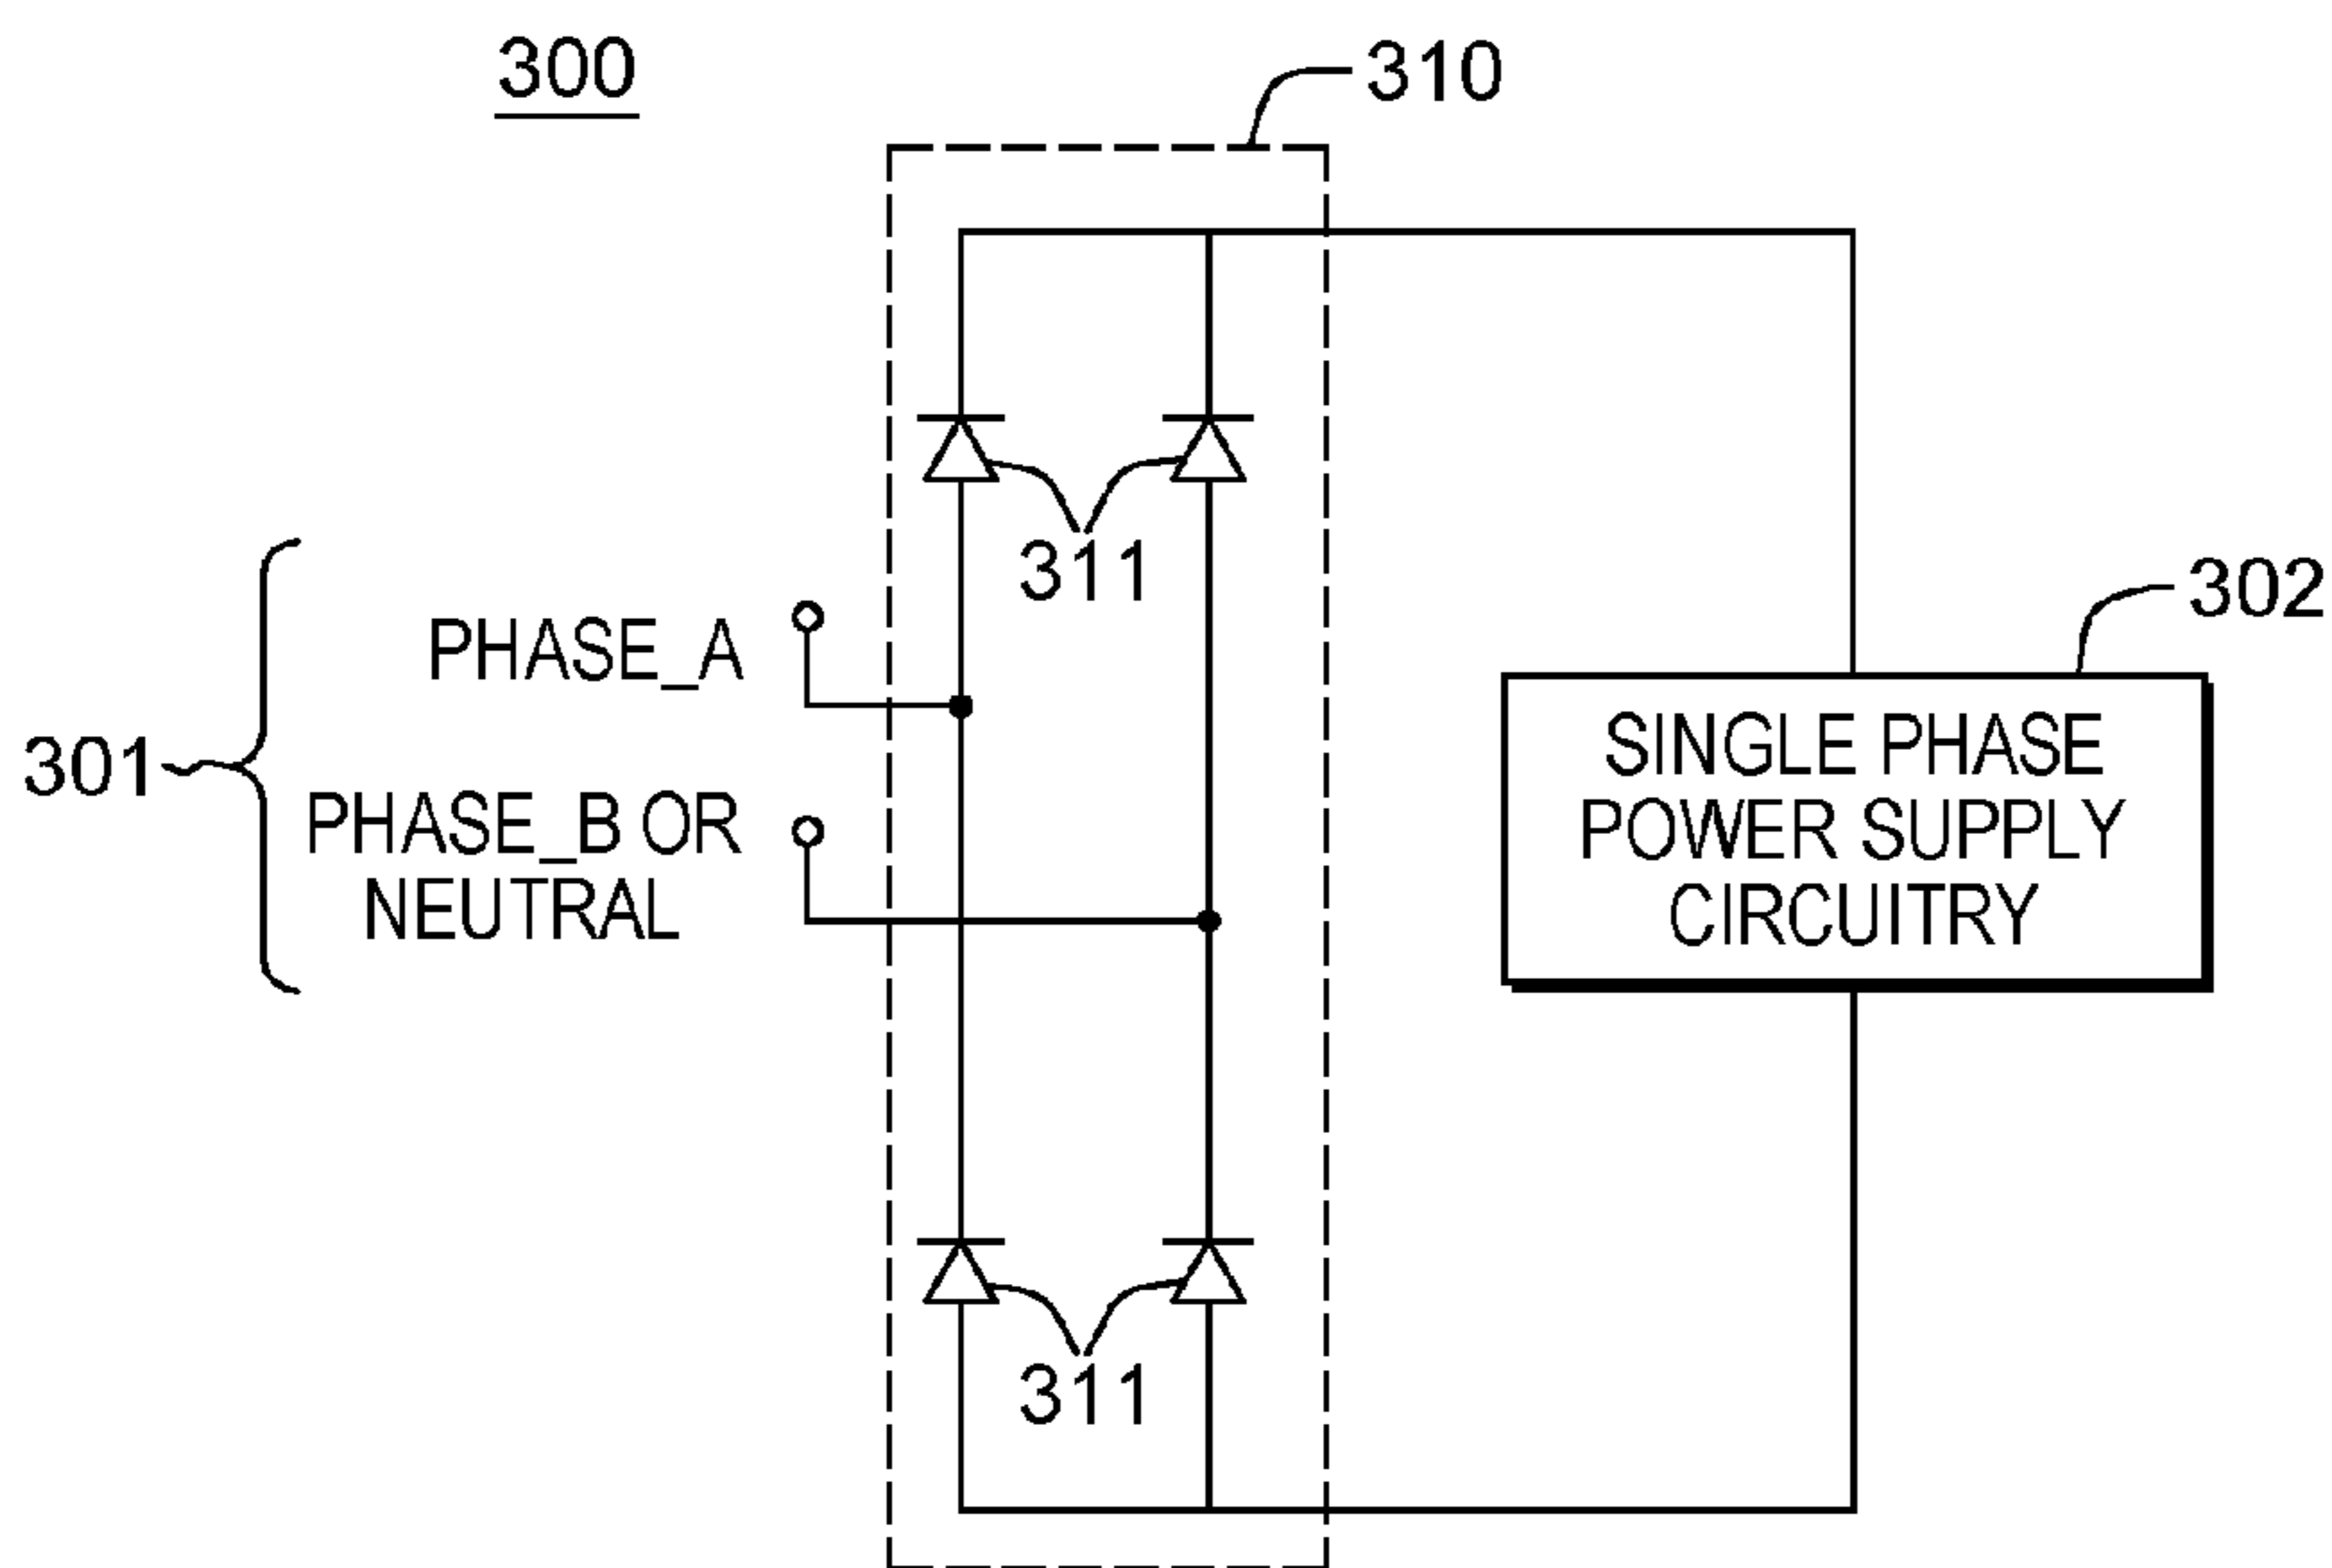 300
310
311
302
PHASE_A
301
PHASE_B OR
NEUTRAL
SINGLE PHASE
POWER SUPPLY
CIRCUITRY
311